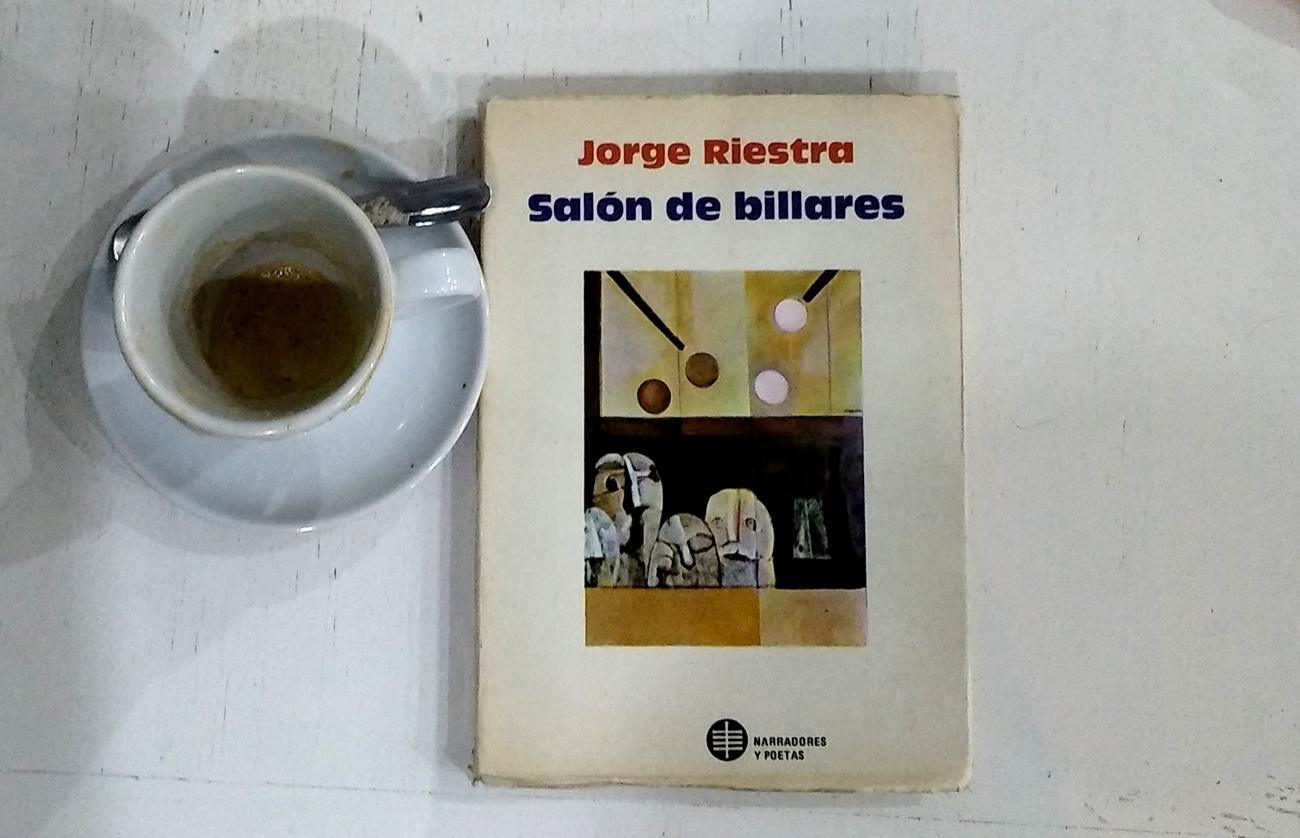 Jorge Riestra
Salón de billares
NARRADORES
Y POETAS